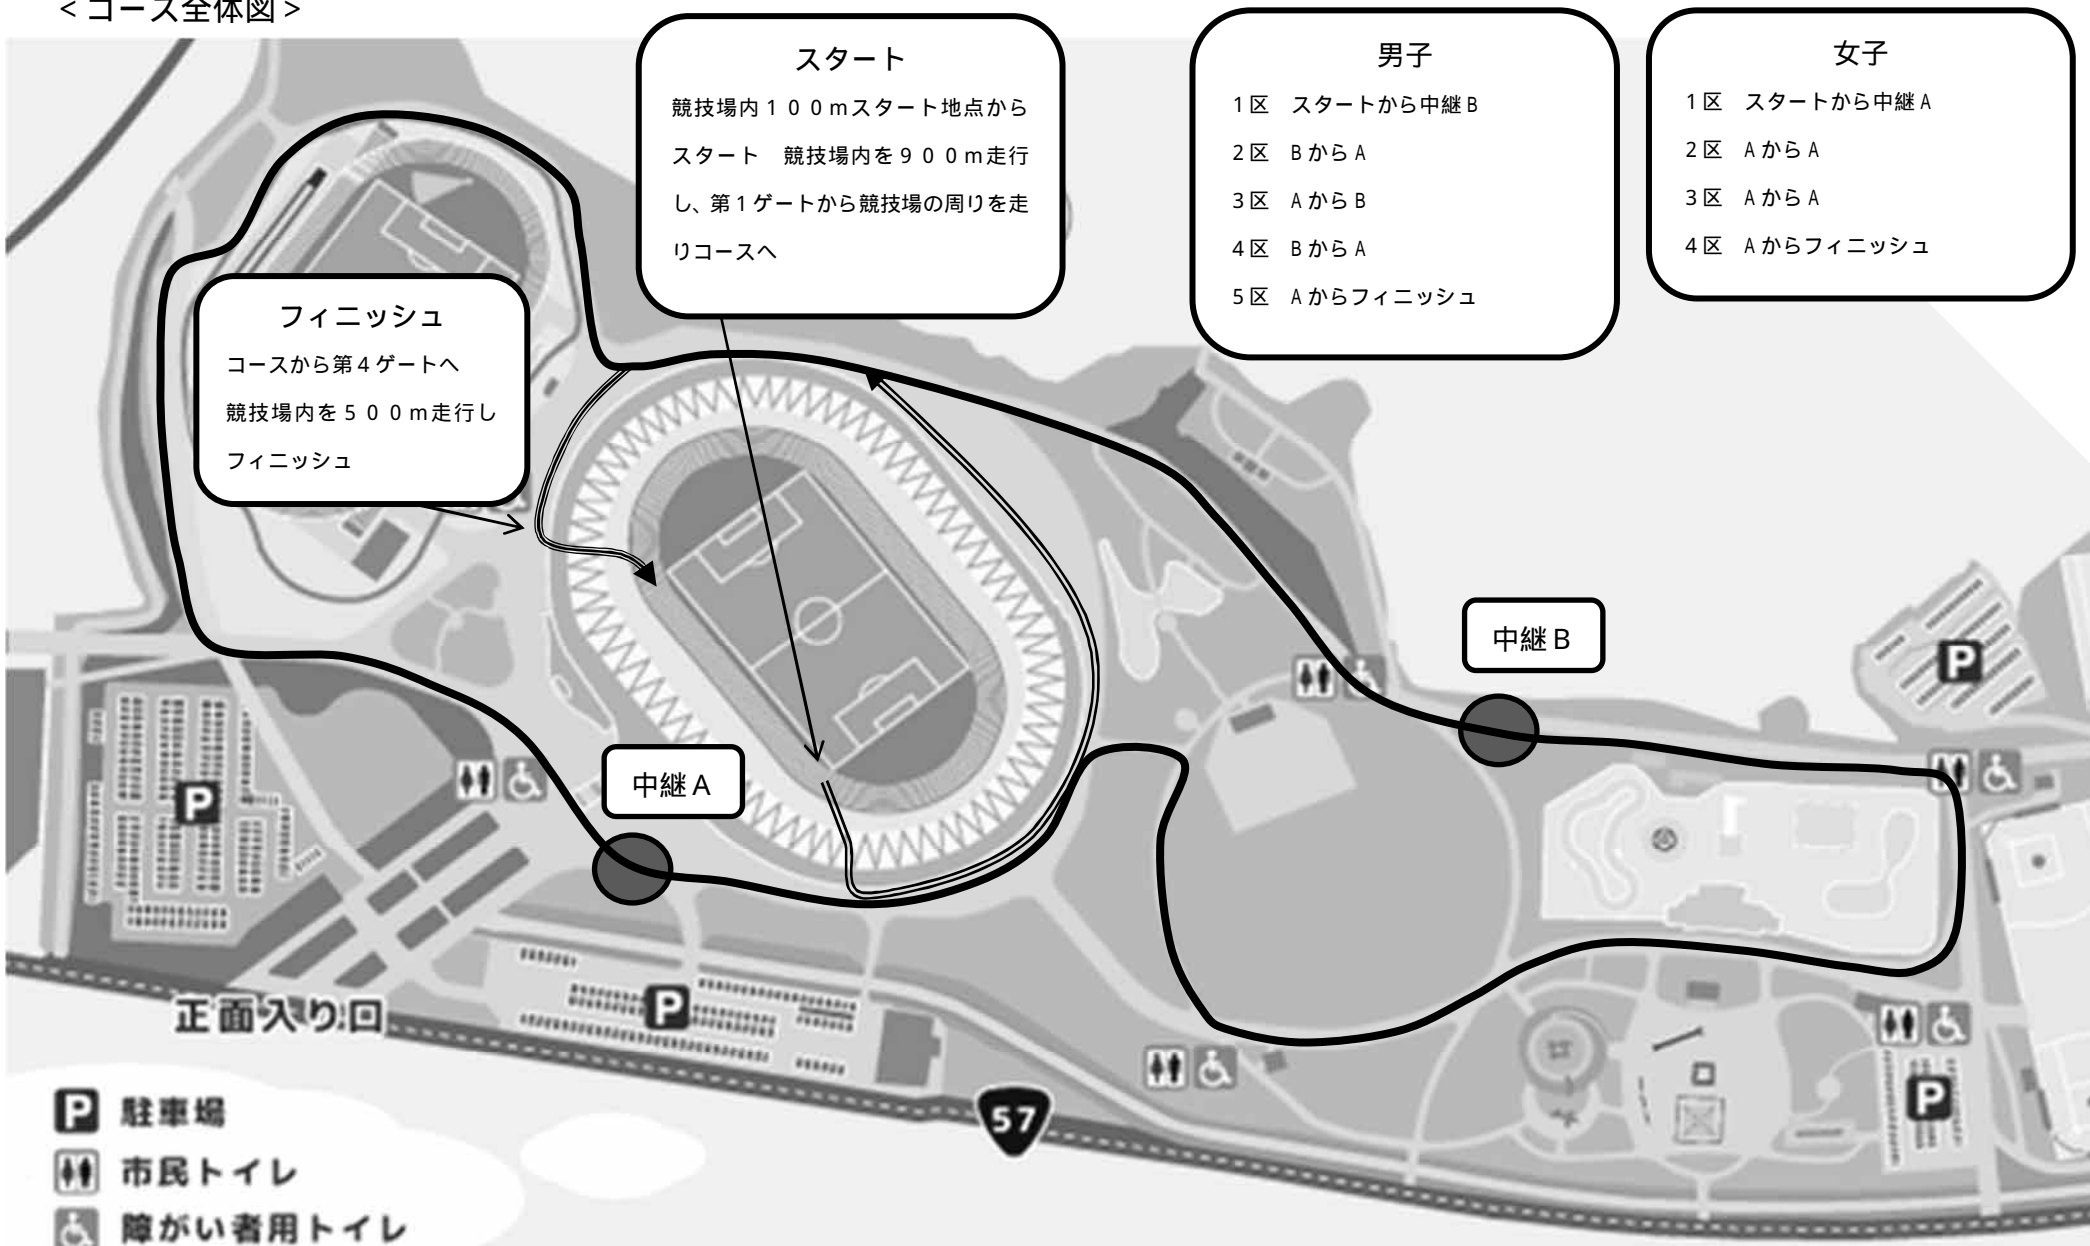 <コース全体図>
スタート
競技場内100mスタート地点から
スタート　競技場内を900m走行
し、第1ゲートから競技場の周りを走
りコースへ
男子
1区　スタートから中継B
2区　BからA
3区　AからB
4区　BからA
5区　Aからフィニッシュ
女子
1区　スタートから中継A
2区　AからA
3区　AからA
4区　Aからフィニッシュ
フィニッシュ
コースから第4ゲートへ
競技場内を500m走行し
フィニッシュ
中継B
P
中継A
P
P
正面入り口
P
57
P 駐車場
市民トイレ
障がい者用トイレ